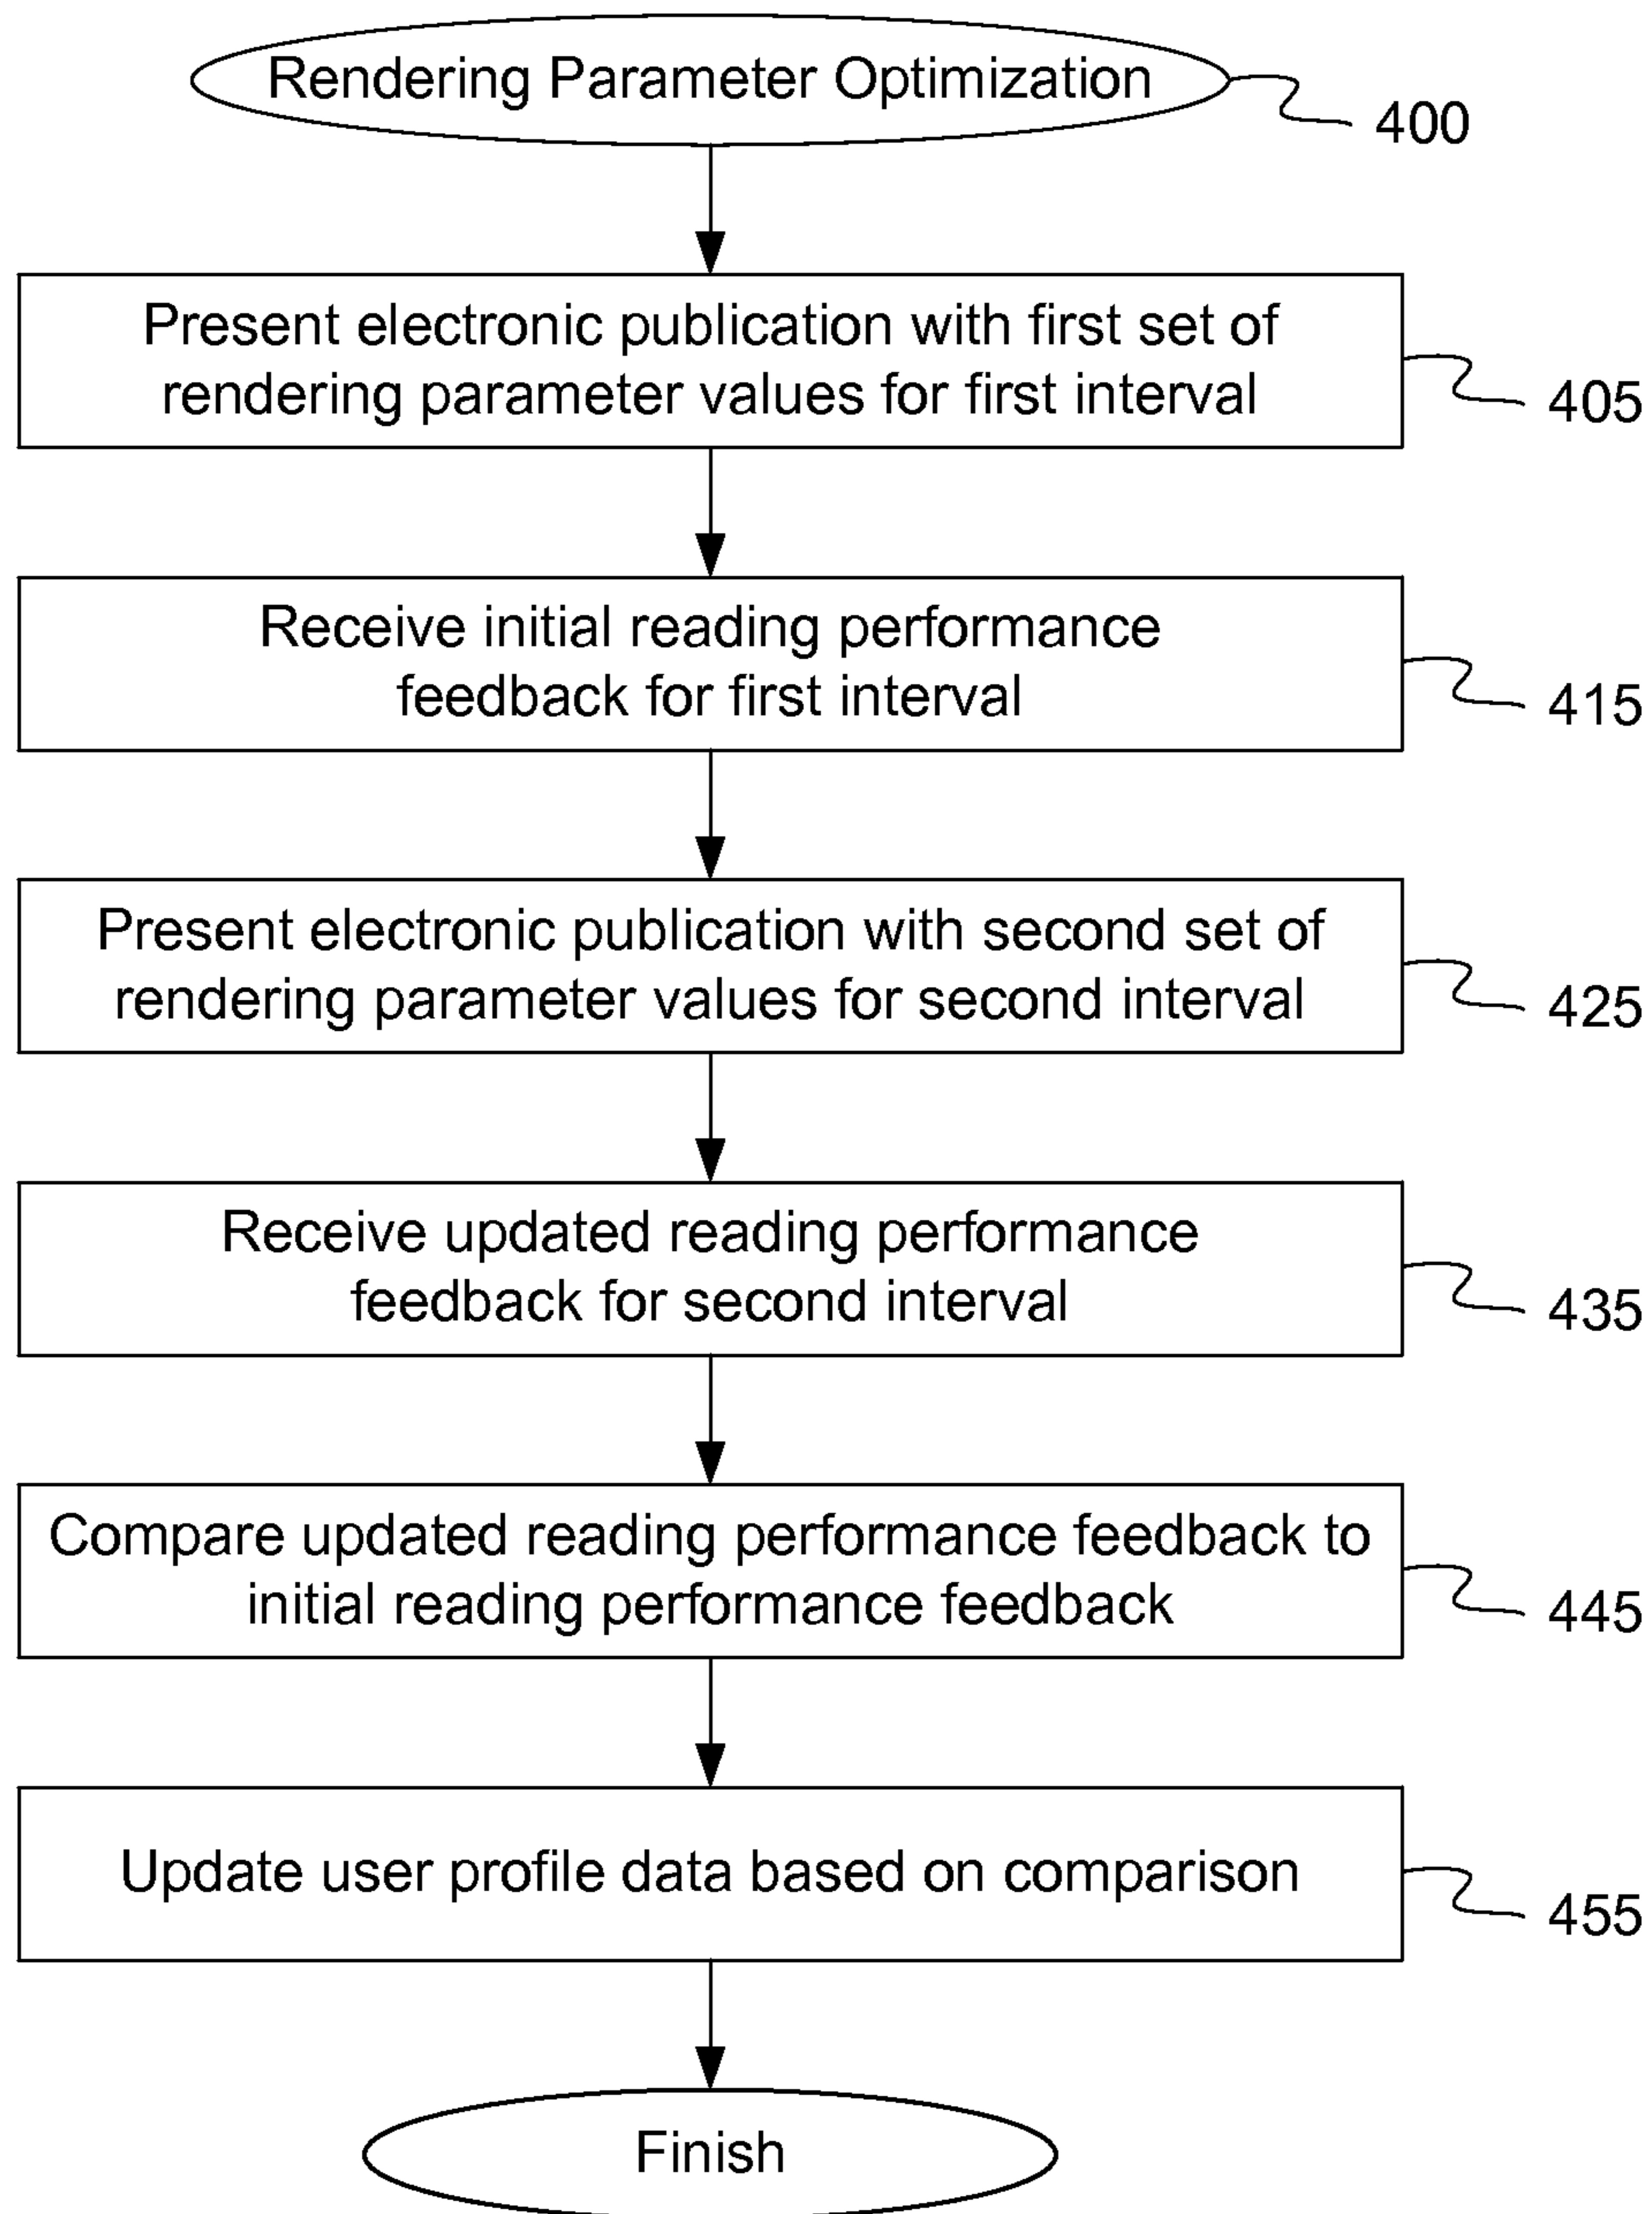 Rendering Parameter Optimization
400
Present electronic publication with first set of
rendering parameter values for first interval
405
Receive initial reading performance
feedback for first interval
415
Present electronic publication with second set of
rendering parameter values for second interval
425
Receive updated reading performance
feedback for second interval
435
Compare updated reading performance feedback to
initial reading performance feedback
445
Update user profile data based on comparison
455
Finish